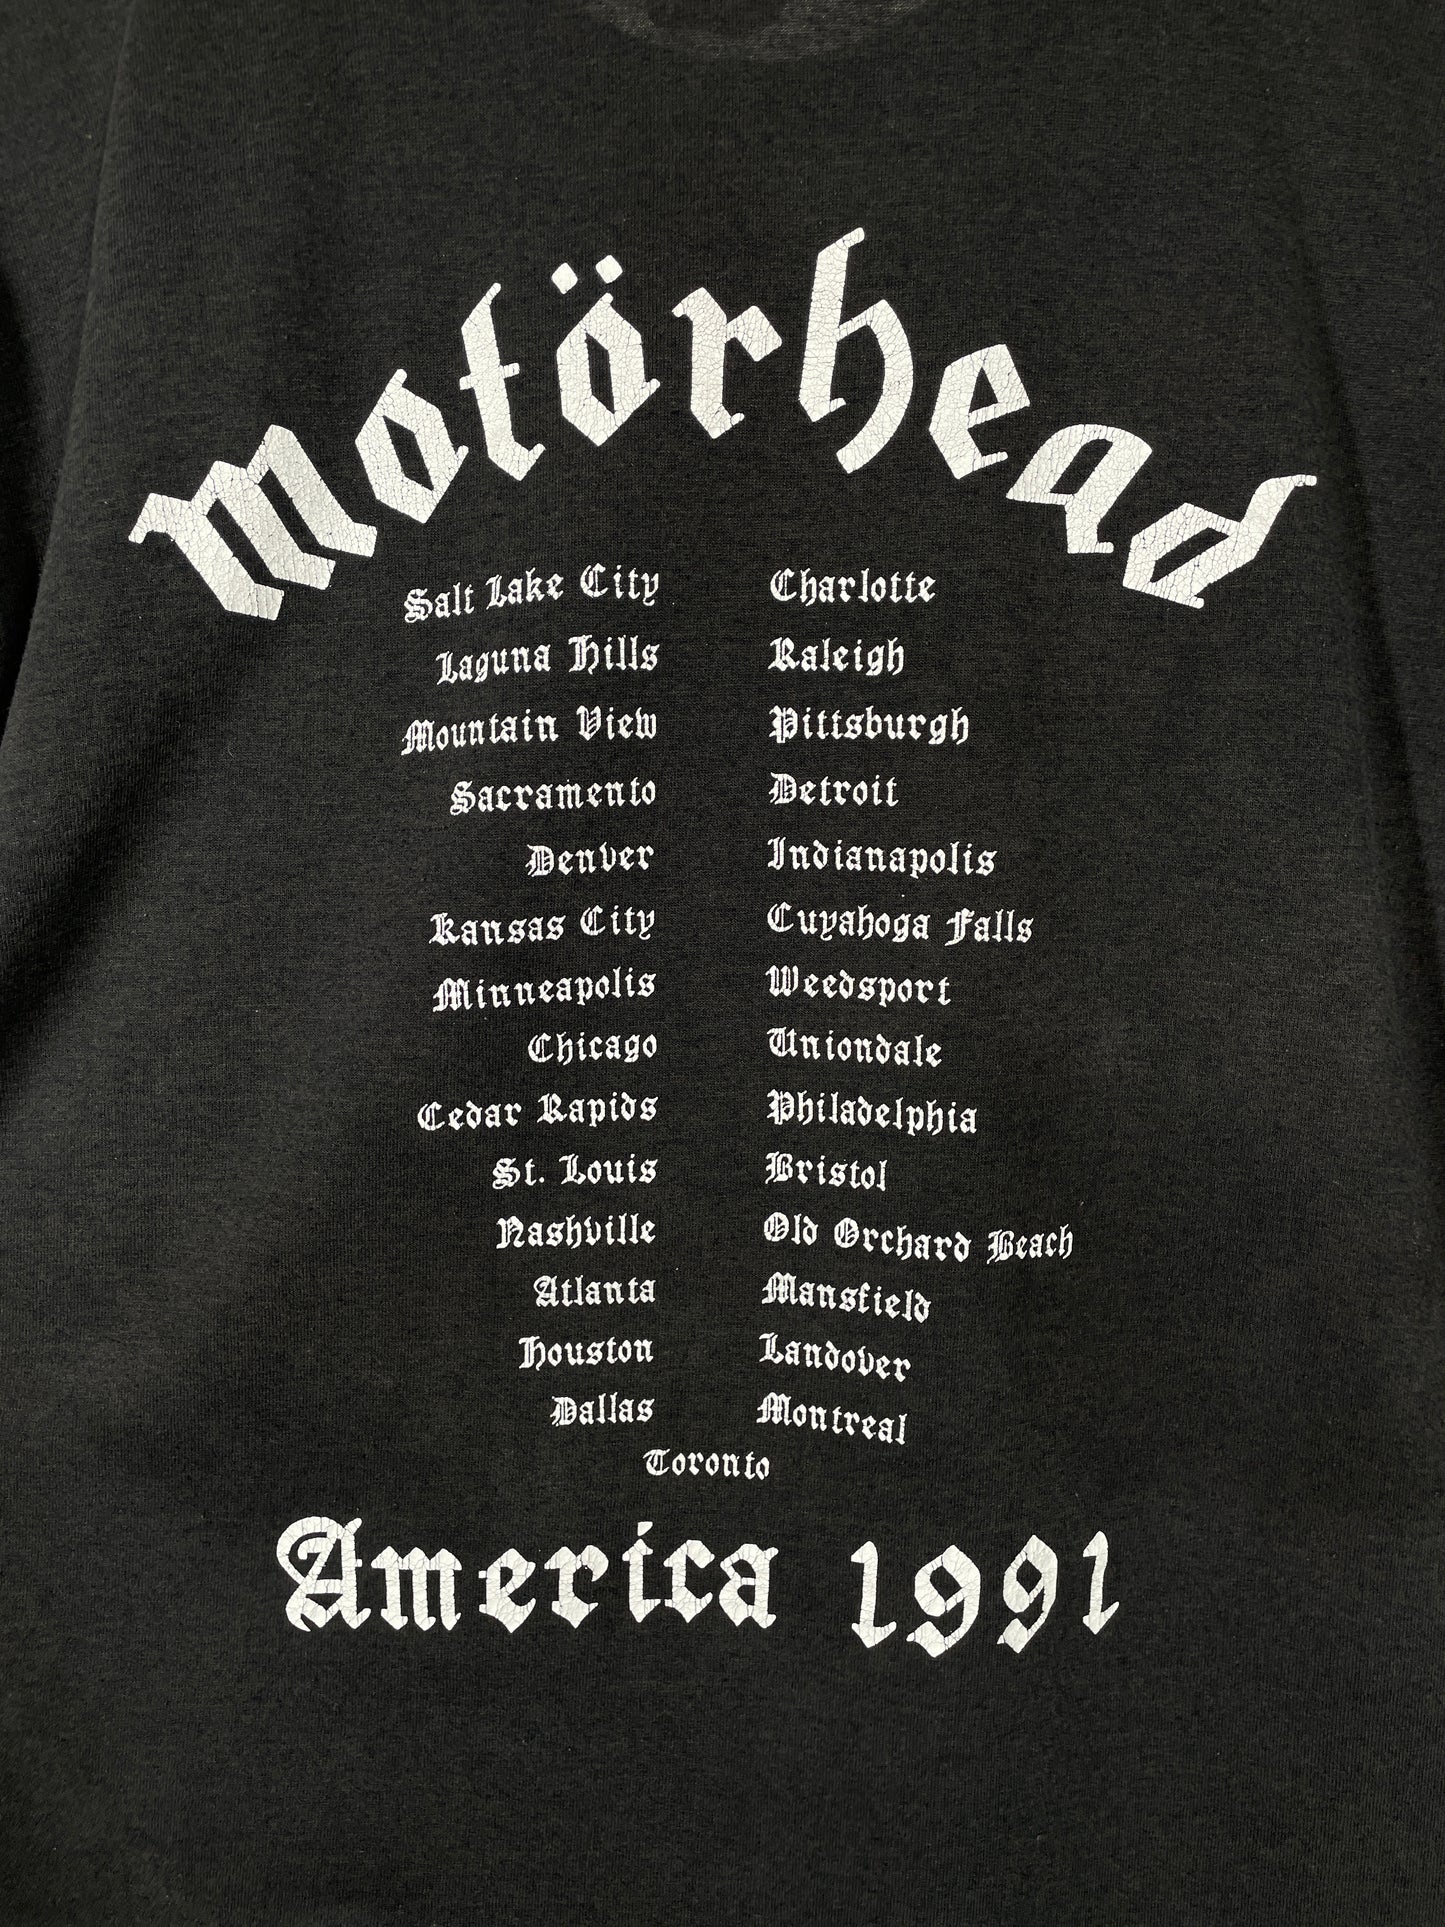 Motörhead
Salt Lake City
Laguna Hills
Mountain View
Sacramento
Denver
Kansas City
Minneapolis
Chicago
Cedar Rapids
St. Louis
Nashville
Atlanta
Houston
Dallas
Charlotte
Raleigh
Pittsburgh
Detroit
Indianapolis
Cuyahoga Falls
Weedsport
Uniondale
Philadelphia
Bristol
Old Orchard Beach
Mansfield
Landover
Montreal
Toronto
America 1991